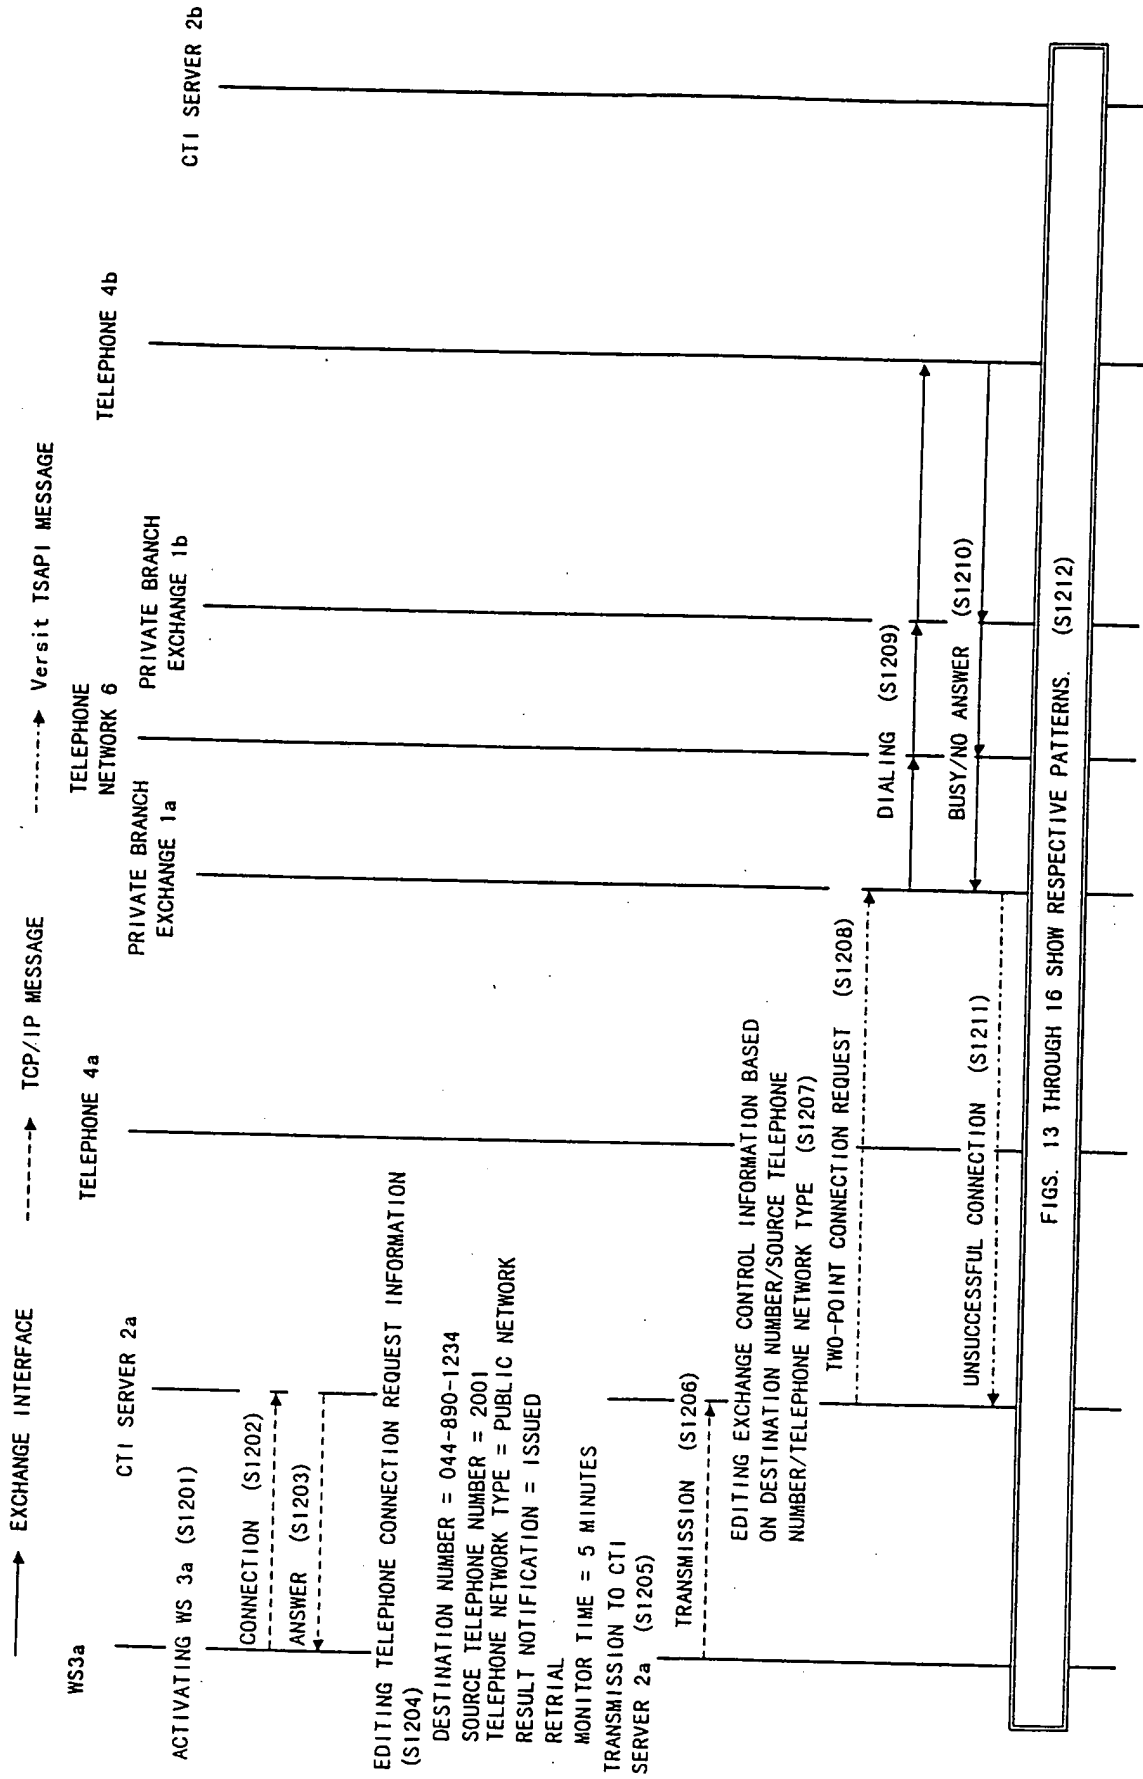 EXCHANGE INTERFACE
TCP/IP MESSAGE
Versit TSAPI MESSAGE
WS3a
CTI SERVER 2a
TELEPHONE 4a
PRIVATE BRANCH
EXCHANGE 1a
TELEPHONE
NETWORK 6
PRIVATE BRANCH
EXCHANGE 1b
TELEPHONE 4b
CTI SERVER 2b
ACTIVATING WS 3a (S1201)
CONNECTION (S1202)
ANSWER (S1203)
EDITING TELEPHONE CONNECTION REQUEST INFORMATION
(S1204)
DESTINATION NUMBER = 044-890-1234
SOURCE TELEPHONE NUMBER = 2001
TELEPHONE NETWORK TYPE = PUBLIC NETWORK
RESULT NOTIFICATION = ISSUED
RETRIAL
MONITOR TIME = 5 MINUTES
TRANSMISSION TO CTI
SERVER 2a (S1205)
TRANSMISSION (S1206)
EDITING EXCHANGE CONTROL INFORMATION BASED
ON DESTINATION NUMBER/SOURCE TELEPHONE
NUMBER/TELEPHONE NETWORK TYPE (S1207)
TWO-POINT CONNECTION REQUEST (S1208)
DIALING (S1209)
BUSY/NO ANSWER (S1210)
UNSUCCESSFUL CONNECTION (S1211)
FIGS. 13 THROUGH 16 SHOW RESPECTIVE PATTERNS. (S1212)